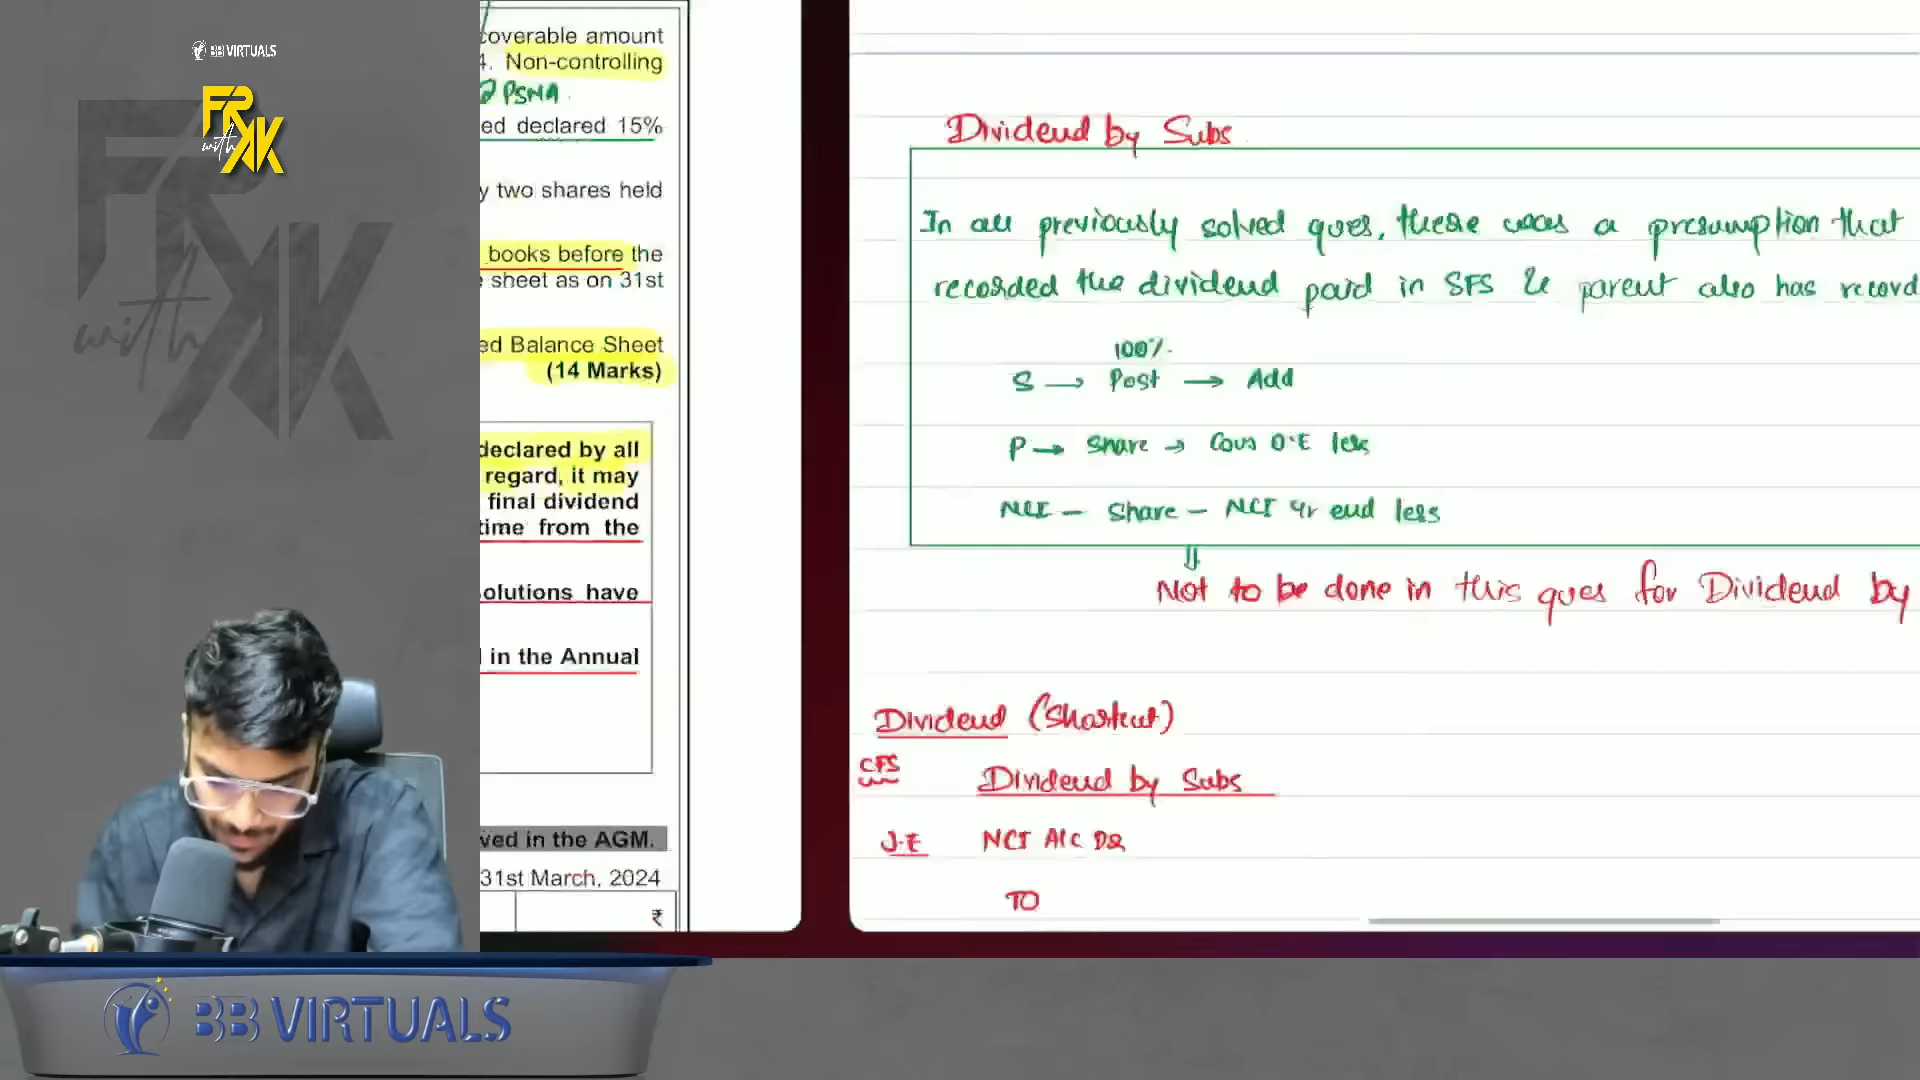 BB VIRTUALS
FR
with
AK
FR
with
AK
coverable amount
4. Non-controlling
@ PSNA
ed declared 15%
y two shares held
books before the
sheet as on 31st
ed Balance Sheet
(14 Marks)
declared by all
regard, it may
final dividend
time from the
olutions have
in the Annual
ved in the AGM.
31st March, 2024
₹
Dividend by Subs
In all previously solved ques, there was a presumption that
recorded the dividend paid in SFS & parent also has record
100%
S → Post → Add
P → Share → Cons O.E less
NCI - Share - NCI yr end less
⇓
Not to be done in this ques for Dividend by
Dividend (Shortcut)
CFS
Dividend by Subs
J.E NCI A/c Dr
TO
BB VIRTUALS